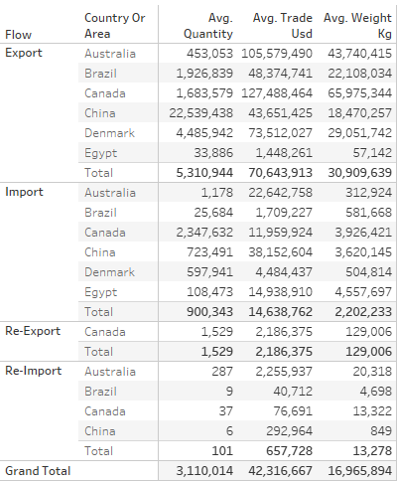 Flow Country Or Area Avg. Quantity Avg. Trade Usd Avg. Weight Kg
Export Australia 453,053 105,579,490 43,740,415
Brazil 1,926,839 48,374,741 22,108,034
Canada 1,683,579 127,488,464 65,975,344
China 22,539,438 43,651,425 18,470,257
Denmark 4,485,942 73,512,027 29,051,742
Egypt 33,886 1,448,261 57,142
Total 5,310,944 70,643,913 30,909,639
Import Australia 1,178 22,642,758 312,924
Brazil 25,684 1,709,227 581,668
Canada 2,347,632 11,959,924 3,926,421
China 723,491 38,152,604 3,620,145
Denmark 597,941 4,484,437 504,814
Egypt 108,473 14,938,910 4,557,697
Total 900,343 14,638,762 2,202,233
Re-Export Canada 1,529 2,186,375 129,006
Total 1,529 2,186,375 129,006
Re-Import Australia 287 2,255,937 20,318
Brazil 9 40,712 4,698
Canada 37 76,691 13,322
China 6 292,964 849
Total 101 657,728 13,278
Grand Total 3,110,014 42,316,667 16,965,894